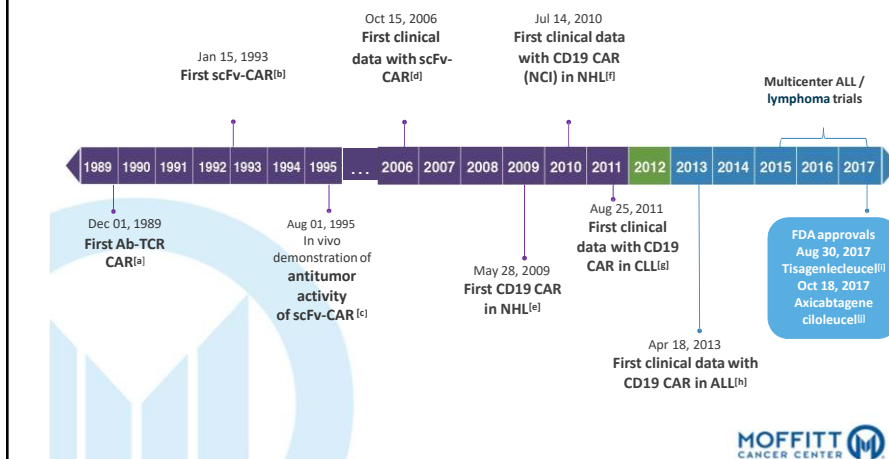 Oct 15, 2006
First clinical
data with scFv-
CAR[d]
Jul 14, 2010
First clinical data
with CD19 CAR
(NCI) in NHL[f]
Jan 15, 1993
First scFv-CAR[b]
Multicenter ALL /
lymphoma trials
1989 1990 1991 1992 1993 1994 1995 ... 2006 2007 2008 2009 2010 2011 2012 2013 2014 2015 2016 2017
Dec 01, 1989
First Ab-TCR
CAR[a]
Aug 01, 1995
In vivo
demonstration of
antitumor
activity
of scFv-CAR [c]
May 28, 2009
First CD19 CAR
in NHL[e]
Aug 25, 2011
First clinical
data with CD19
CAR in CLL[g]
Apr 18, 2013
First clinical data with
CD19 CAR in ALL[h]
FDA approvals
Aug 30, 2017
Tisagenlecleucel[i]
Oct 18, 2017
Axicabtagene
ciloleucel[j]
MOFFITT
CANCER CENTER